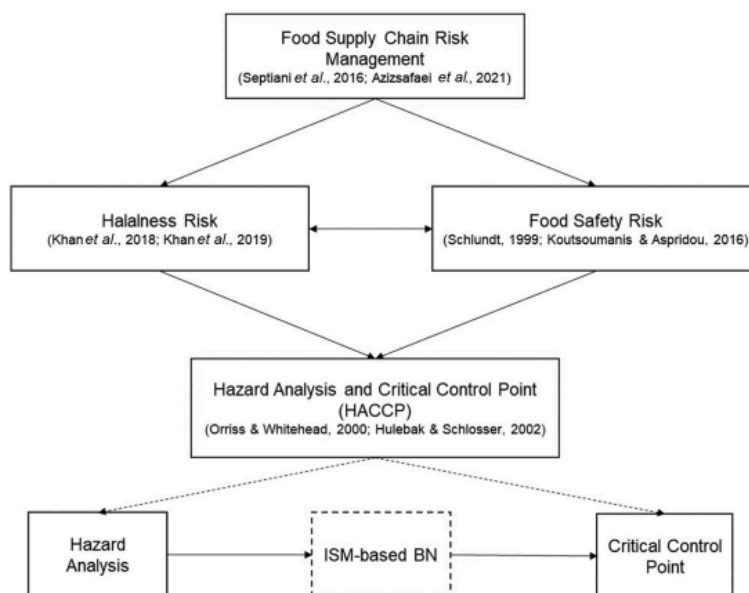 Food Supply Chain Risk
Management
(Septiani et al., 2016; Azizsafaei et al., 2021)
Halalness Risk
(Khan et al., 2018; Khan et al., 2019)
Food Safety Risk
(Schlundt, 1999; Koutsoumanis & Aspridou, 2016)
Hazard Analysis and Critical Control Point
(HACCP)
(Orriss & Whitehead, 2000; Hulebak & Schlosser, 2002)
Hazard
Analysis
ISM-based BN
Critical Control
Point